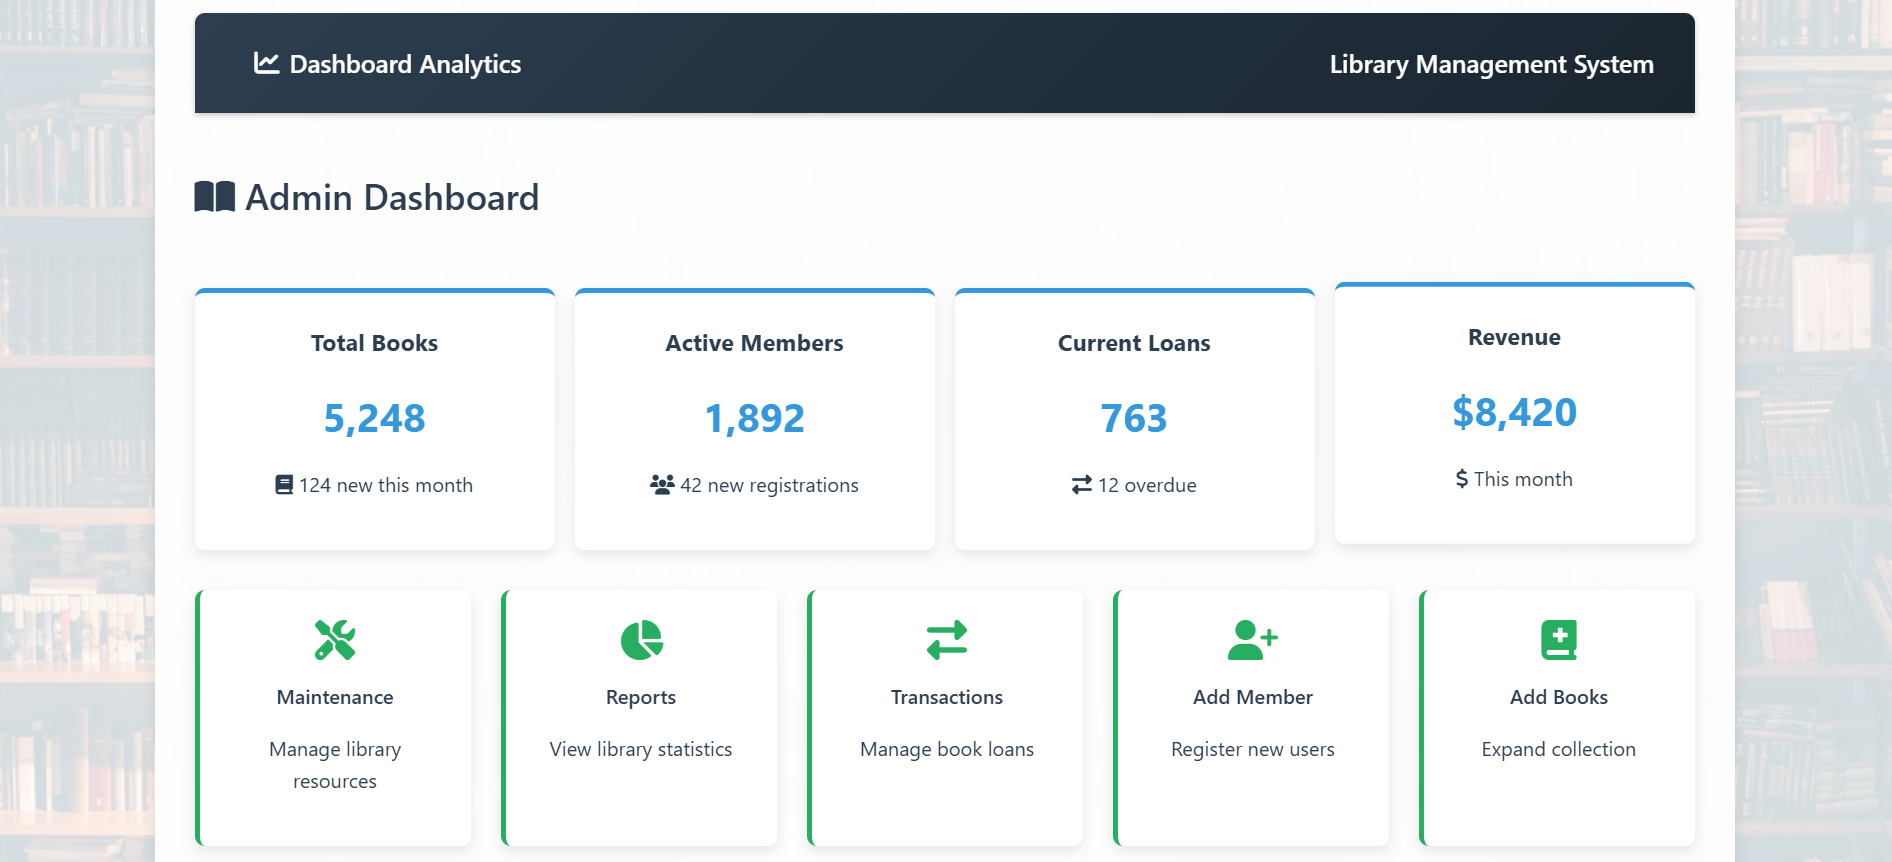 Dashboard Analytics
Library Management System
Admin Dashboard
Total Books
5,248
124 new this month
Active Members
1,892
42 new registrations
Current Loans
763
12 overdue
Revenue
$8,420
$ This month
Maintenance
Manage library
resources
Reports
View library statistics
Transactions
Manage book loans
Add Member
Register new users
Add Books
Expand collection